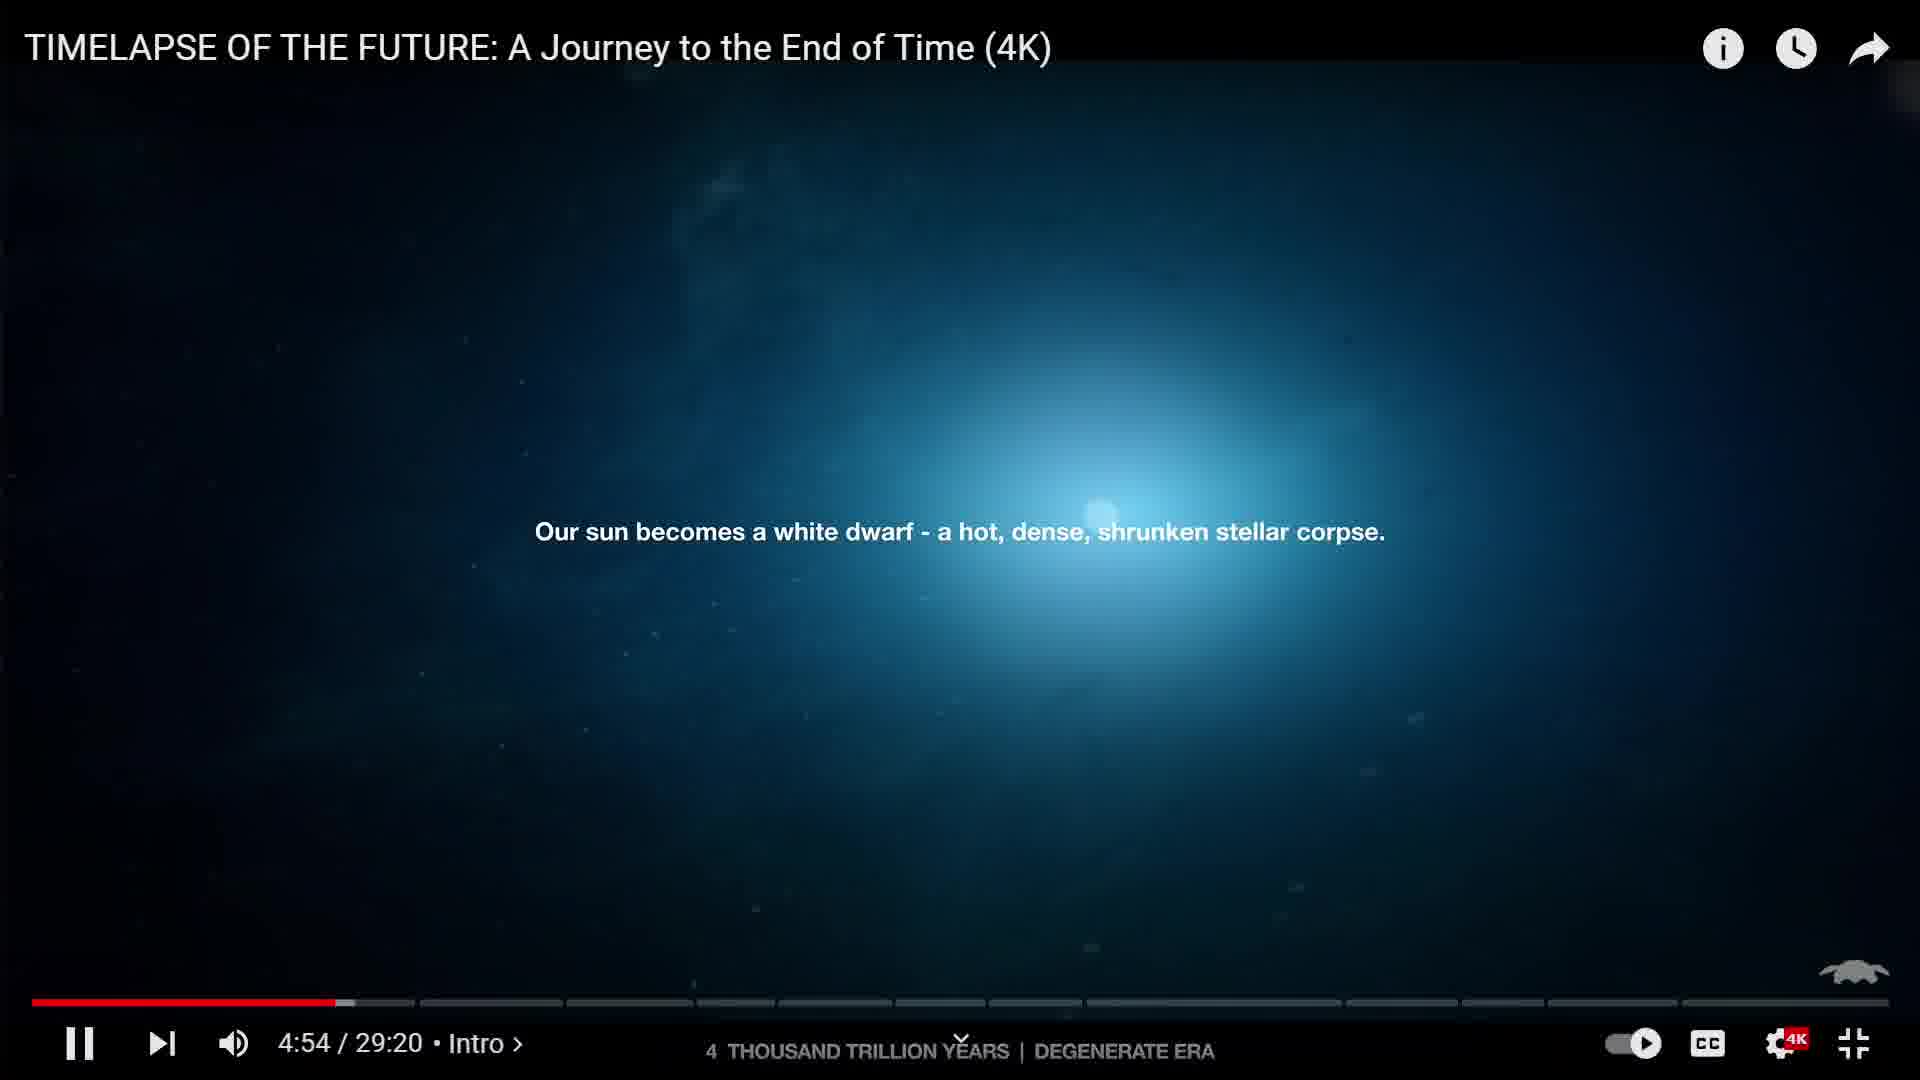 TIMELAPSE OF THE FUTURE: A Journey to the End of Time (4K)
Our sun becomes a white dwarf - a hot, dense, shrunken stellar corpse.
4:54 / 29:20 • Intro ›
4 THOUSAND TRILLION YEARS | DEGENERATE ERA
CC
4K